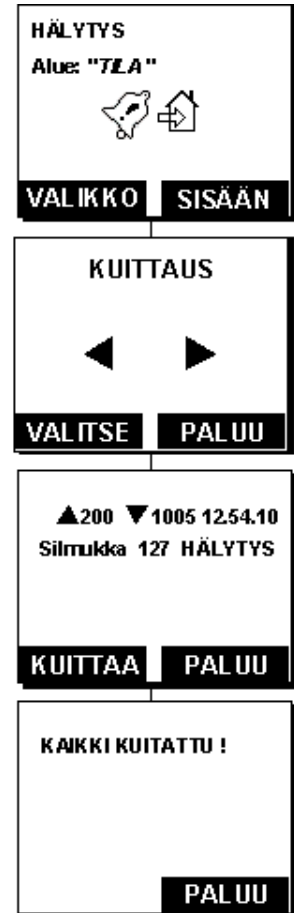 HÄLYTYS
Alue: "TILA"
VALIKKO SISÄÄN
KUITTAUS
VALITSE PALUU
▲200 ▼1005 12.54.10
Silmukka 127 HÄLYTYS
KUITTAA PALUU
KAIKKI KUITATTU !
PALUU